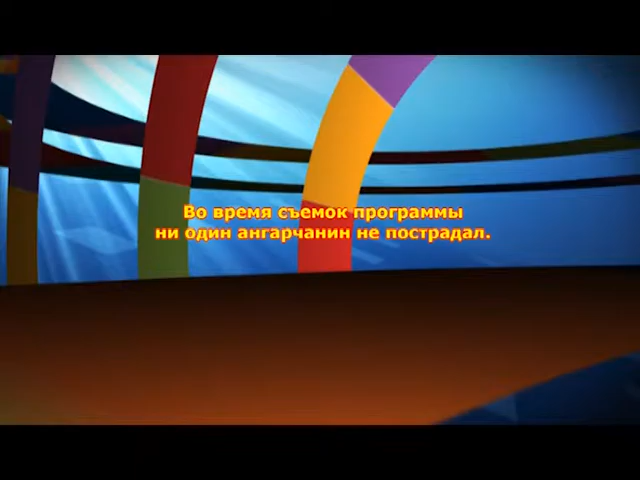 Во время съемок программы
ни один ангарчанин не пострадал.